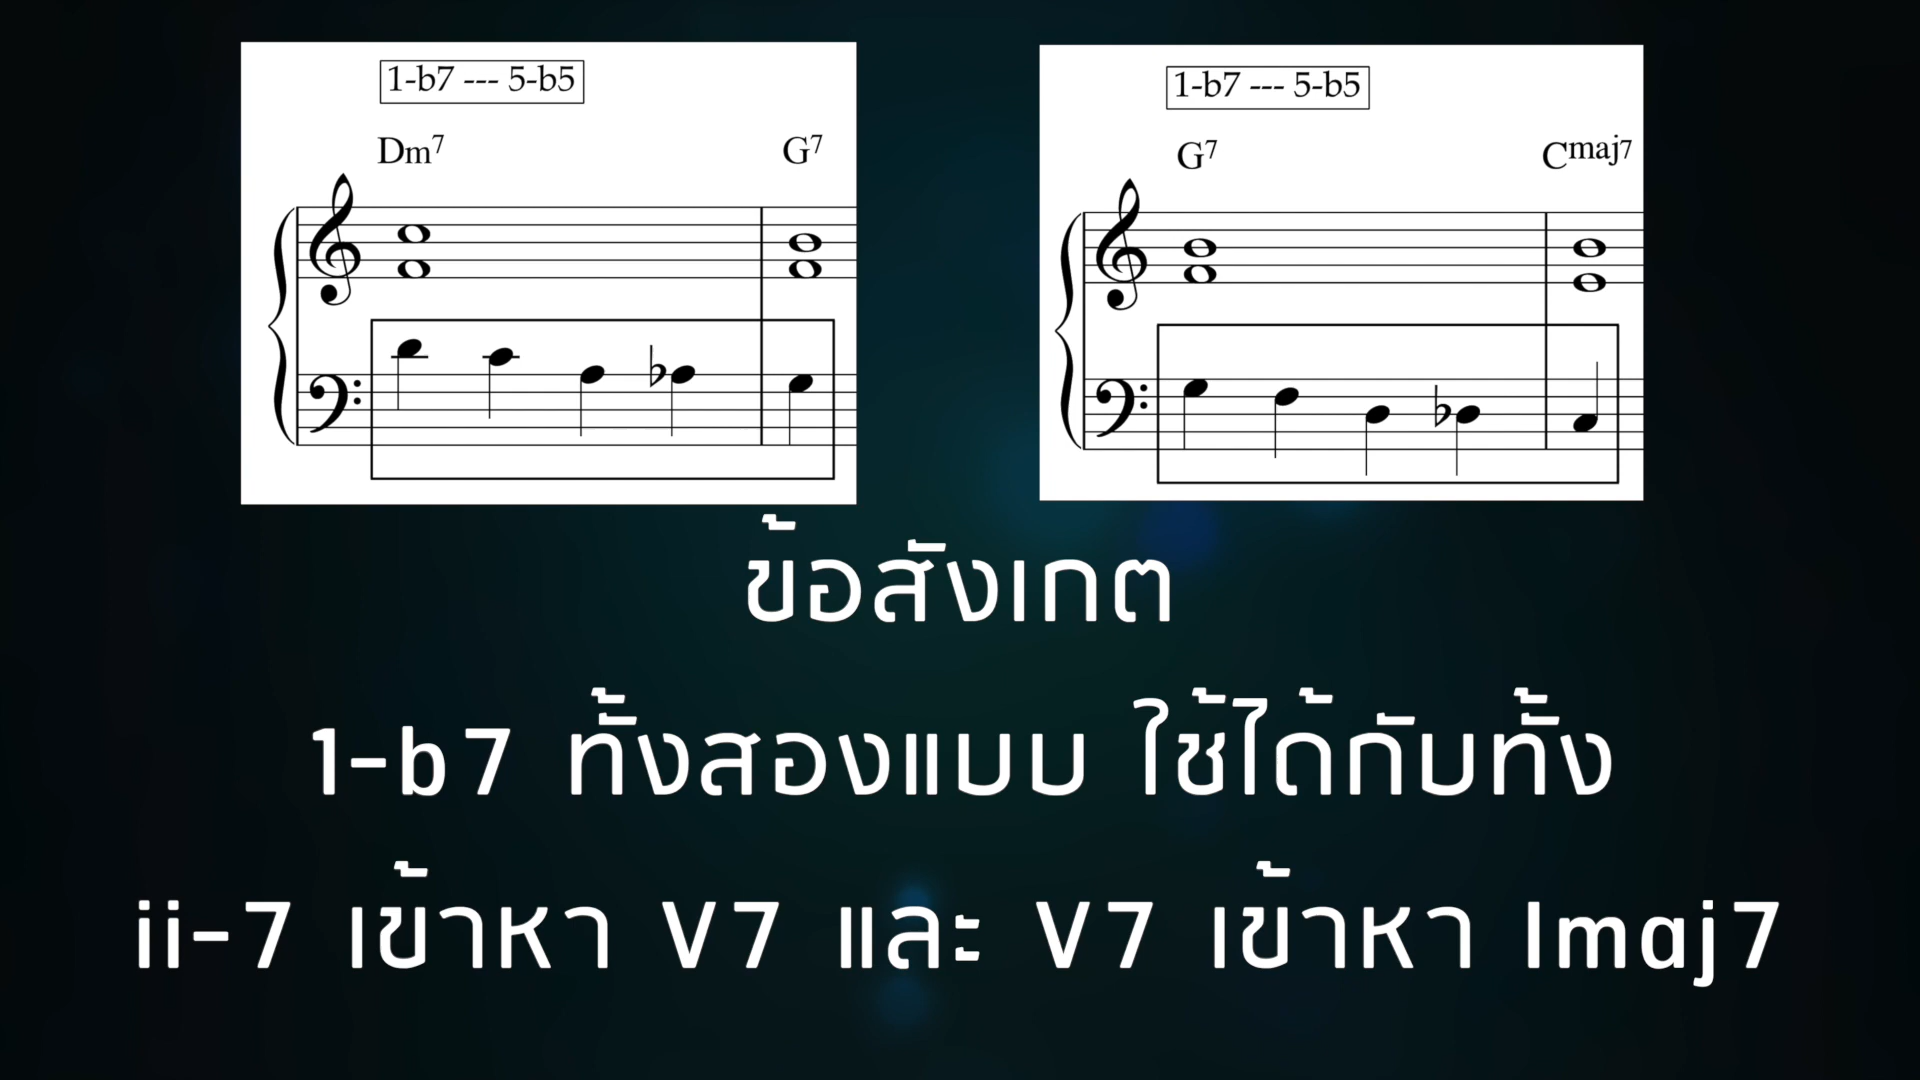 1-b7 --- 5-b5
Dm7 G7
1-b7 --- 5-b5
G7 Cmaj7
ข้อสังเกต
1-b7 ทั้งสองแบบ ใช้ได้กับทั้ง
ii-7 เข้าหา V7 และ V7 เข้าหา Imaj7